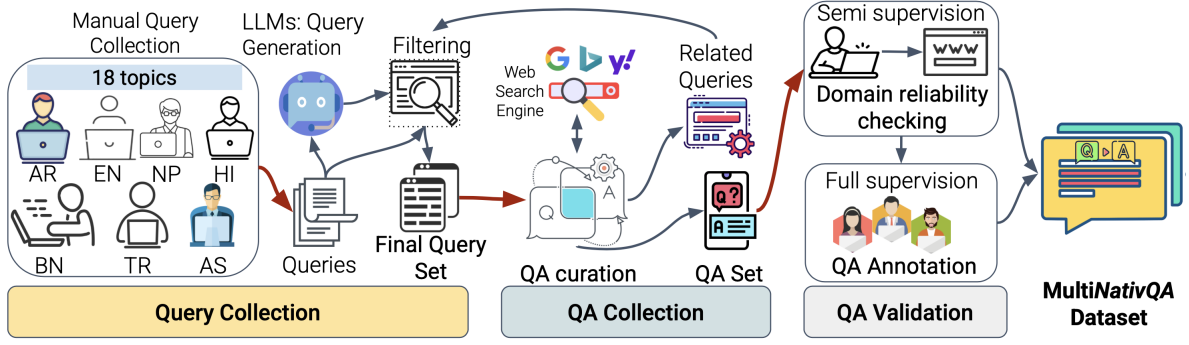 Manual Query
Collection
18 topics
AR
EN
NP
HI
BN
TR
AS
LLMs: Query
Generation
Queries
Filtering
Final Query
Set
Query Collection
G
b
y!
Web
Search
Engine
Q
A
QA curation
Related
Queries
Q?
A
QA Set
QA Collection
Semi supervision
WWW
Domain reliability
checking
Full supervision
QA Annotation
QA Validation
Q
A
MultiNativQA
Dataset